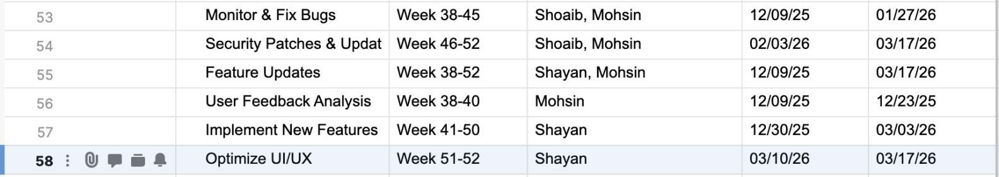 53 Monitor & Fix Bugs Week 38-45 Shoaib, Mohsin 12/09/25 01/27/26
54 Security Patches & Updat Week 46-52 Shoaib, Mohsin 02/03/26 03/17/26
55 Feature Updates Week 38-52 Shayan, Mohsin 12/09/25 03/17/26
56 User Feedback Analysis Week 38-40 Mohsin 12/09/25 12/23/25
57 Implement New Features Week 41-50 Shayan 12/30/25 03/03/26
58 Optimize UI/UX Week 51-52 Shayan 03/10/26 03/17/26